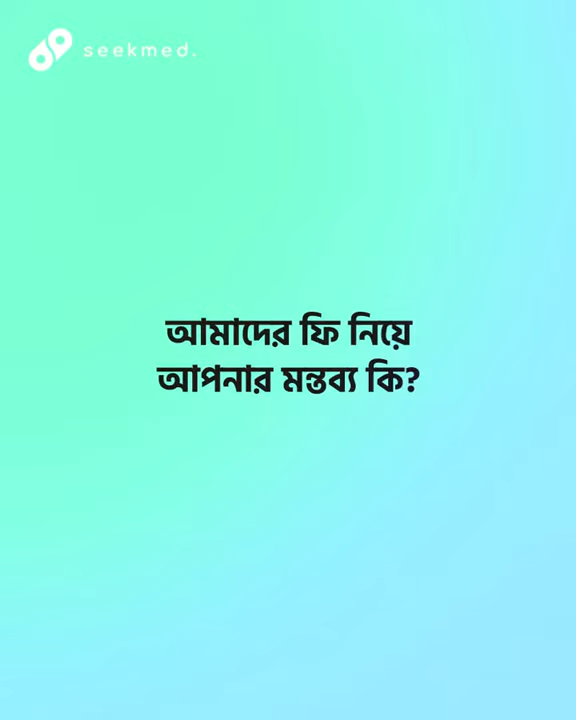 seekmed.
আমাদের ফি নিয়ে
আপনার মন্তব্য কি?